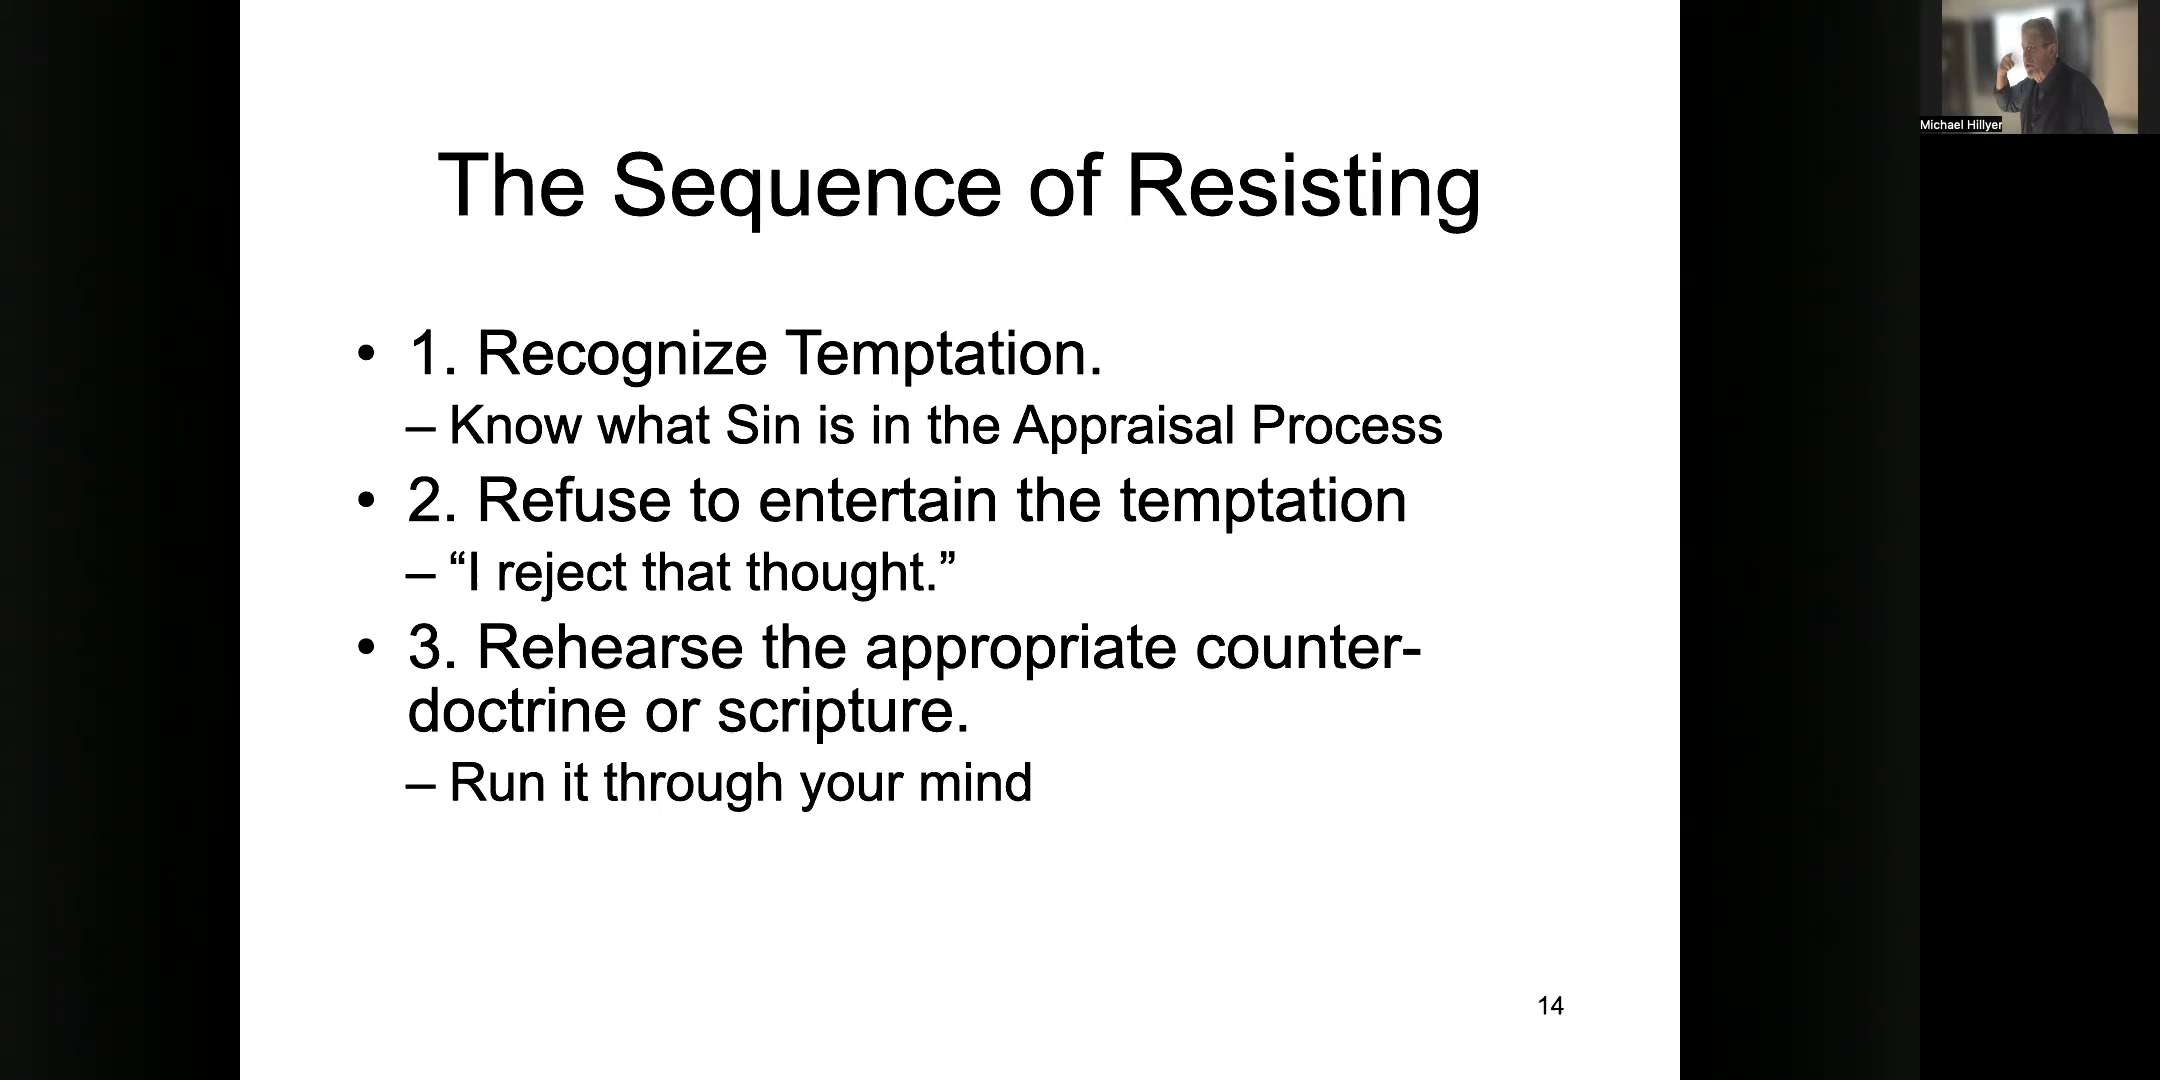 The Sequence of Resisting
• 1. Recognize Temptation.
– Know what Sin is in the Appraisal Process
• 2. Refuse to entertain the temptation
– “I reject that thought.”
• 3. Rehearse the appropriate counter-
doctrine or scripture.
– Run it through your mind
14
Michael Hillyer